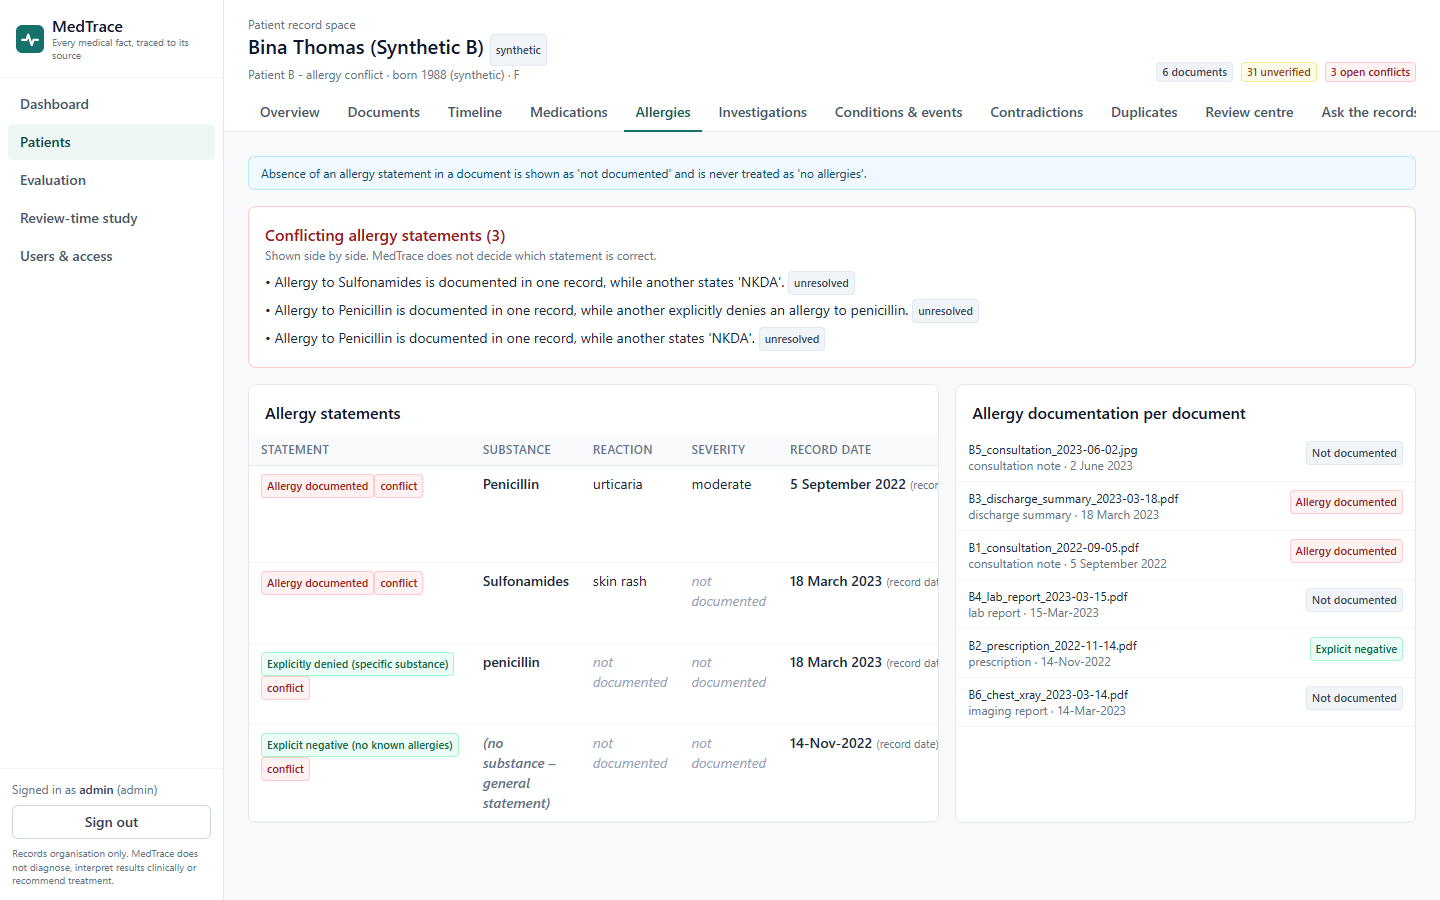 MedTrace
Every medical fact, traced to its
source
Dashboard
Patients
Evaluation
Review-time study
Users & access
Signed in as admin (admin)
Sign out
Records organisation only. MedTrace does
not diagnose, interpret results clinically or
recommend treatment.
Patient record space
Bina Thomas (Synthetic B) synthetic
Patient B - allergy conflict · born 1988 (synthetic) · F
6 documents 31 unverified 3 open conflicts
Overview Documents Timeline Medications Allergies Investigations Conditions & events Contradictions Duplicates Review centre Ask the records
Absence of an allergy statement in a document is shown as 'not documented' and is never treated as 'no allergies'.
Conflicting allergy statements (3)
Shown side by side. MedTrace does not decide which statement is correct.
• Allergy to Sulfonamides is documented in one record, while another states 'NKDA'. unresolved
• Allergy to Penicillin is documented in one record, while another explicitly denies an allergy to penicillin. unresolved
• Allergy to Penicillin is documented in one record, while another states 'NKDA'. unresolved
Allergy statements
STATEMENT SUBSTANCE REACTION SEVERITY RECORD DATE
Allergy documented conflict Penicillin urticaria moderate 5 September 2022 (recor
Allergy documented conflict Sulfonamides skin rash not 18 March 2023 (record dat
documented
Explicitly denied (specific substance) penicillin not not 18 March 2023 (record dat
conflict documented documented
Explicit negative (no known allergies) (no not not 14-Nov-2022 (record date)
conflict substance – documented documented
general
statement)
Allergy documentation per document
B5_consultation_2023-06-02.jpg Not documented
consultation note · 2 June 2023
B3_discharge_summary_2023-03-18.pdf Allergy documented
discharge summary · 18 March 2023
B1_consultation_2022-09-05.pdf Allergy documented
consultation note · 5 September 2022
B4_lab_report_2023-03-15.pdf Not documented
lab report · 15-Mar-2023
B2_prescription_2022-11-14.pdf Explicit negative
prescription · 14-Nov-2022
B6_chest_xray_2023-03-14.pdf Not documented
imaging report · 14-Mar-2023